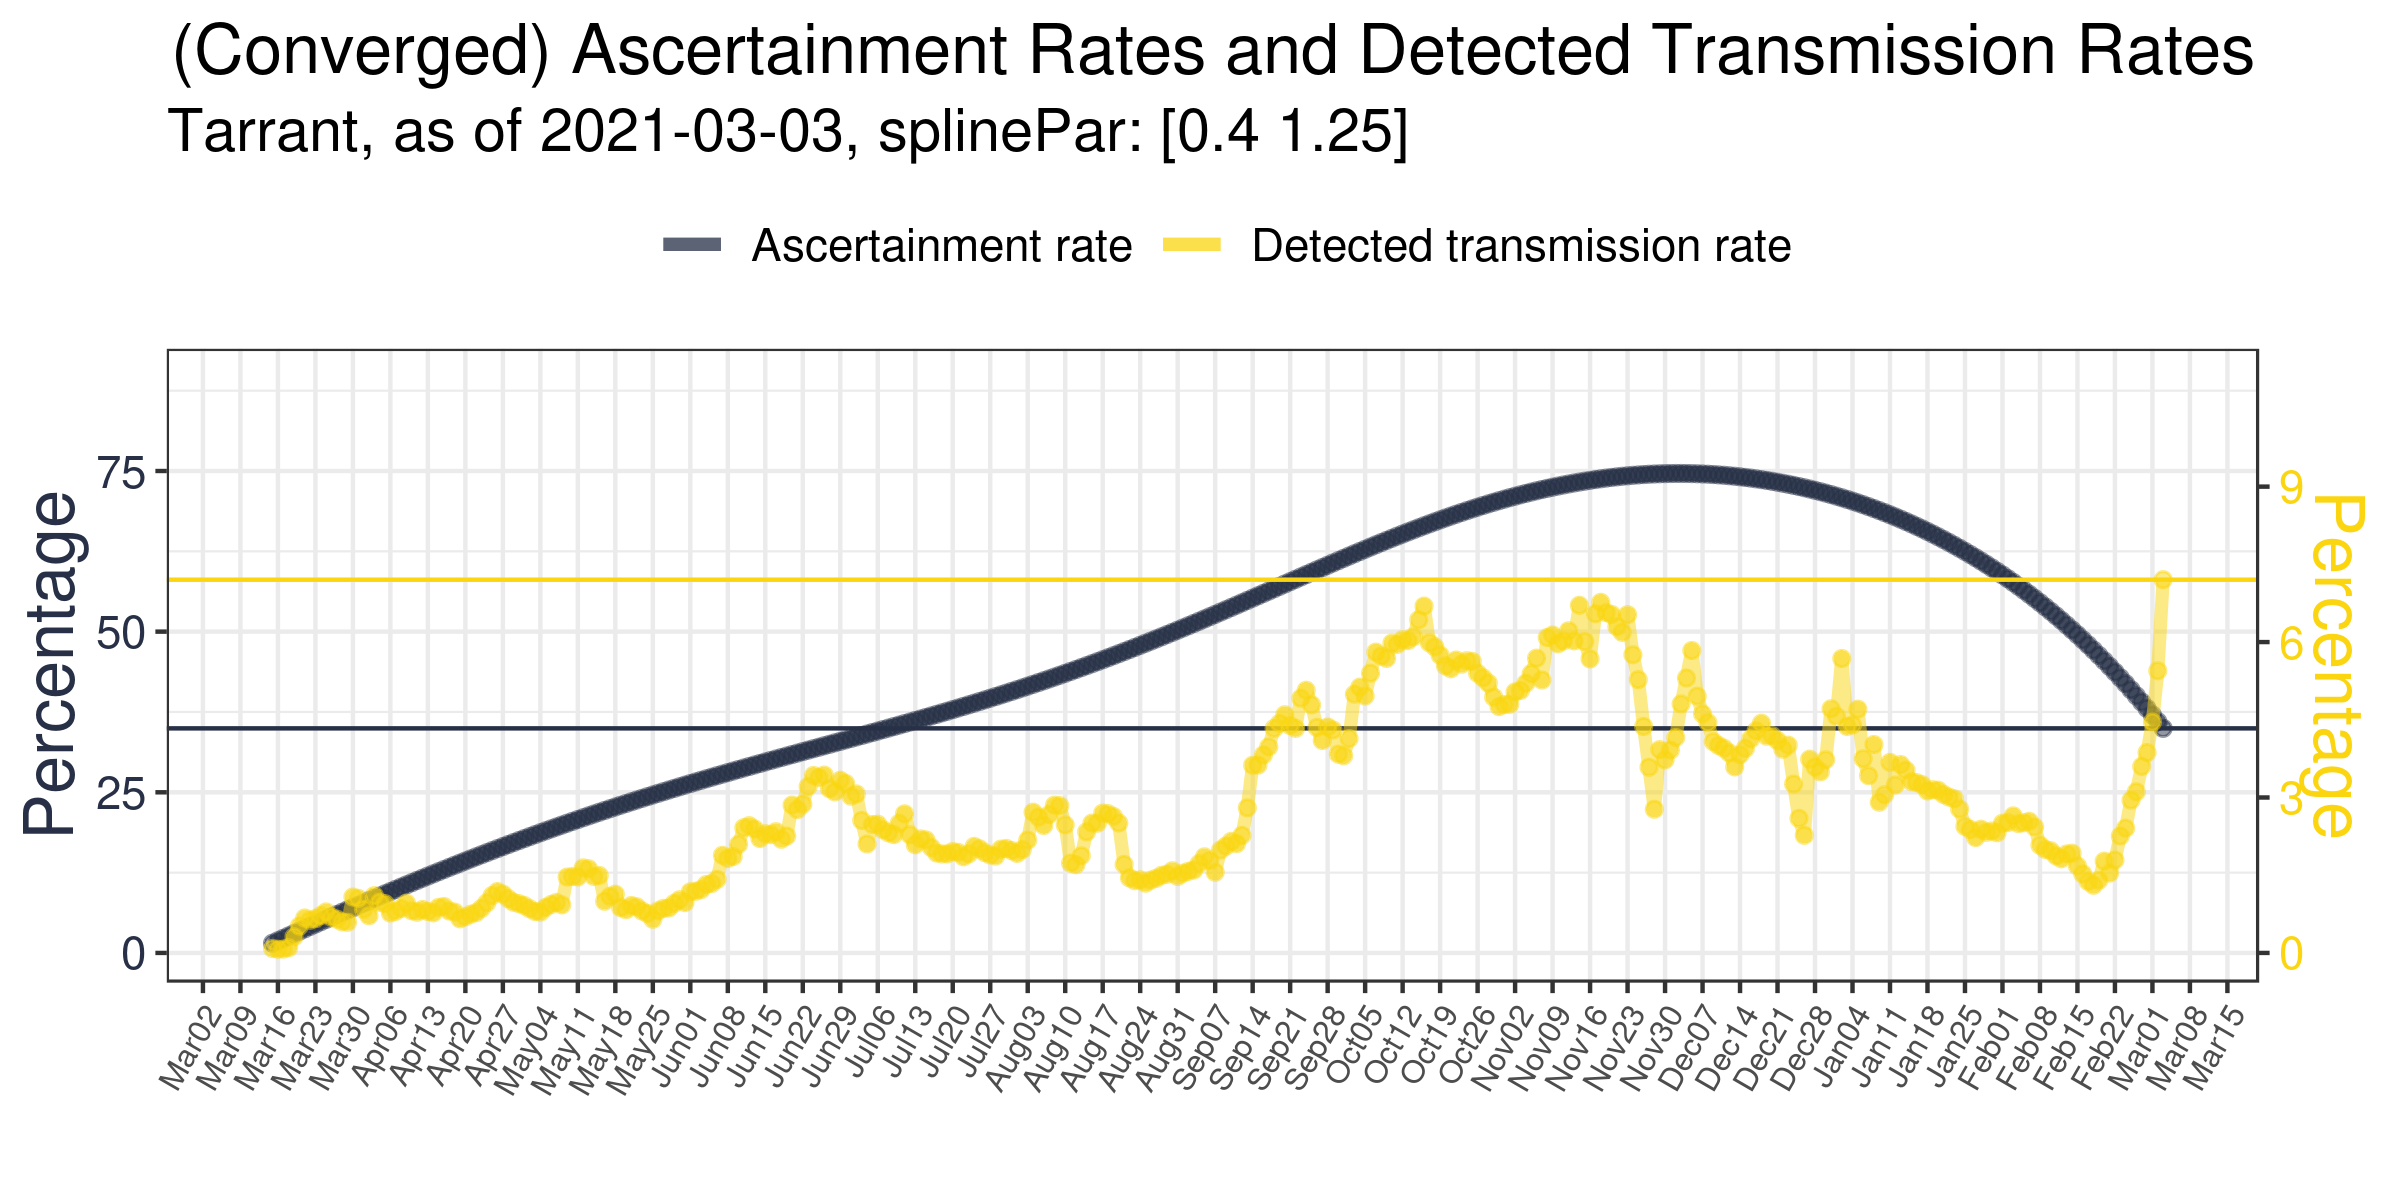 (Converged) Ascertainment Rates and Detected Transmission Rates
Tarrant, as of 2021-03-03, splinePar: [0.4 1.25]
Ascertainment rate Detected transmission rate
Percentage
75
50
25
0
9
6
3
0
Percentage
Mar02 Mar09 Mar16 Mar23 Mar30 Apr06 Apr13 Apr20 Apr27 May04 May11 May18 May25 Jun01 Jun08 Jun15 Jun22 Jun29 Jul06 Jul13 Jul20 Jul27 Aug03 Aug10 Aug17 Aug24 Aug31 Sep07 Sep14 Sep21 Sep28 Oct05 Oct12 Oct19 Oct26 Nov02 Nov09 Nov16 Nov23 Nov30 Dec07 Dec14 Dec21 Dec28 Jan04 Jan11 Jan18 Jan25 Feb01 Feb08 Feb15 Feb22 Mar01 Mar08 Mar15